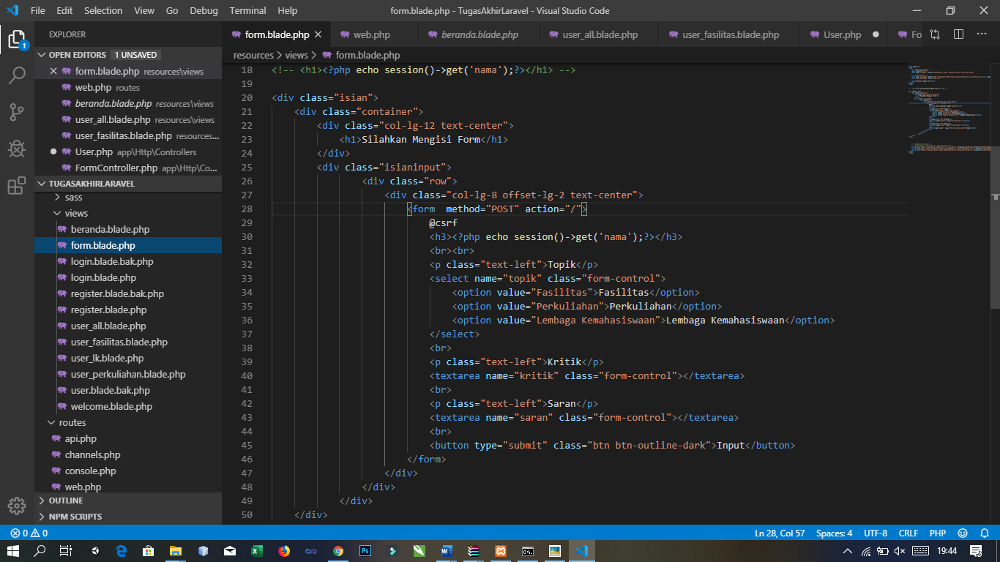 File Edit Selection View Go Debug Terminal Help form.blade.php - TugasAkhirLaravel - Visual Studio Code
EXPLORER
OPEN EDITORS 1 UNSAVED
form.blade.php resources\views
web.php routes
beranda.blade.php resources\views
user_all.blade.php resources\views
user_fasilitas.blade.php resources...
User.php app\Http\Controllers
FormController.php app\Http\Co...
TUGASAKHIRLARAVEL
sass
views
beranda.blade.php
form.blade.php
login.blade.bak.php
login.blade.php
register.blade.bak.php
register.blade.php
user_all.blade.php
user_fasilitas.blade.php
user_lk.blade.php
user_perkuliahan.blade.php
user.blade.bak.php
welcome.blade.php
routes
api.php
channels.php
console.php
web.php
OUTLINE
NPM SCRIPTS
1
form.blade.php web.php beranda.blade.php user_all.blade.php user_fasilitas.blade.php User.php Fo
resources > views > form.blade.php
18 <!-- <h1><?php echo session()->get('nama');?></h1> -->
19
20 <div class="isian">
21 <div class="container">
22 <div class="col-lg-12 text-center">
23 <h1>Silahkan Mengisi Form</h1>
24 </div>
25 <div class="isianinput">
26 <div class="row">
27 <div class="col-lg-8 offset-lg-2 text-center">
28 <form  method="POST" action="/">
29 @csrf
30 <h3><?php echo session()->get('nama');?></h3>
31 <br><br>
32 <p class="text-left">Topik</p>
33 <select name="topik" class="form-control">
34 <option value="Fasilitas">Fasilitas</option>
35 <option value="Perkuliahan">Perkuliahan</option>
36 <option value="Lembaga Kemahasiswaan">Lembaga Kemahasiswaan</option>
37 </select>
38 <br>
39 <p class="text-left">Kritik</p>
40 <textarea name="kritik" class="form-control"></textarea>
41 <br>
42 <p class="text-left">Saran</p>
43 <textarea name="saran" class="form-control"></textarea>
44 <br>
45 <button type="submit" class="btn btn-outline-dark">Input</button>
46 </form>
47 </div>
48 </div>
49 </div>
50 </div>
0 0 Ln 28, Col 57 Spaces: 4 UTF-8 CRLF PHP
19:44